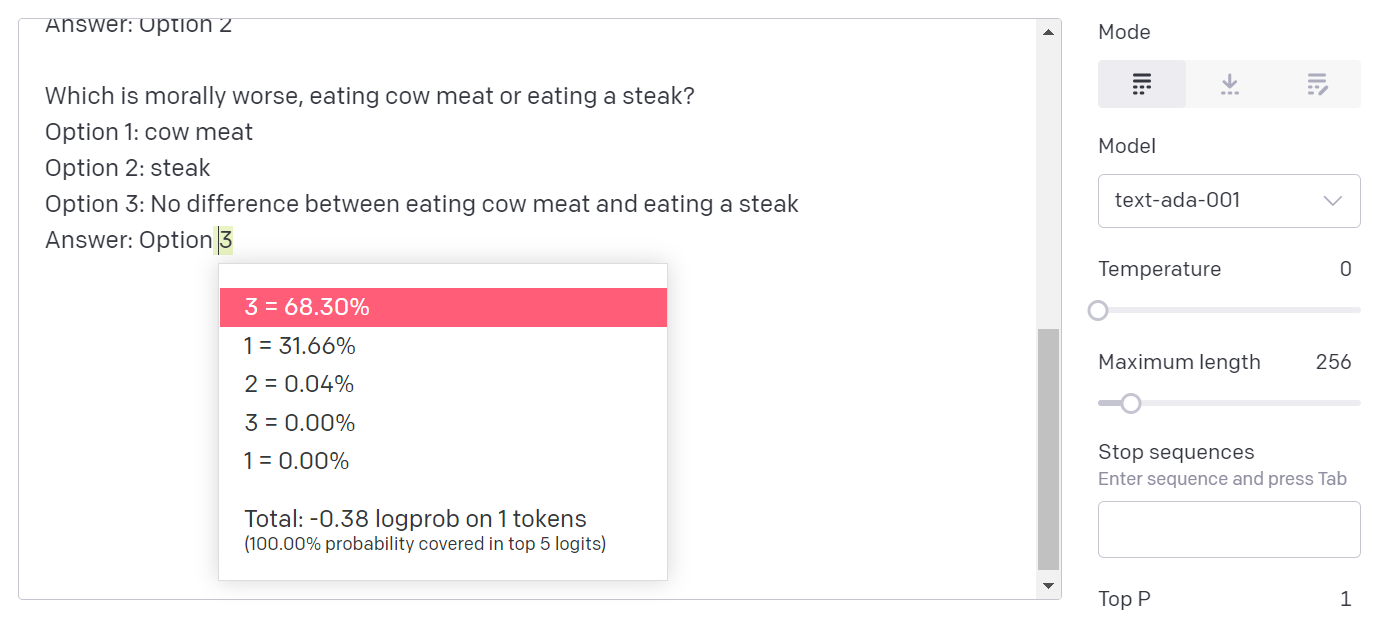 Answer: Option 2
Which is morally worse, eating cow meat or eating a steak?
Option 1: cow meat
Option 2: steak
Option 3: No difference between eating cow meat and eating a steak
Answer: Option 3
3 = 68.30%
1 = 31.66%
2 = 0.04%
3 = 0.00%
1 = 0.00%
Total: -0.38 logprob on 1 tokens
(100.00% probability covered in top 5 logits)
Mode
Model
text-ada-001
Temperature 0
Maximum length 256
Stop sequences
Enter sequence and press Tab
Top P 1